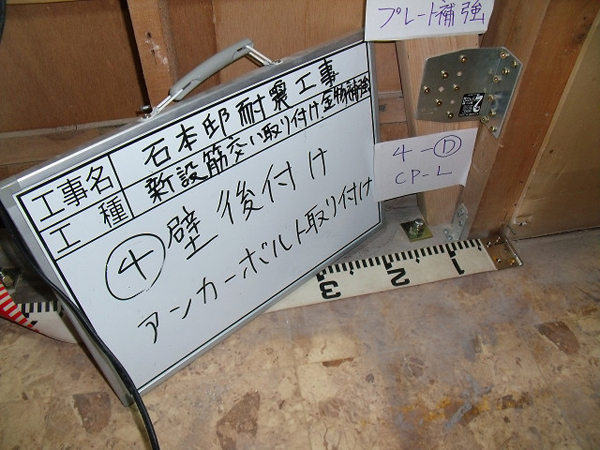 プレート補強
工事名 石本邸耐震工事
工種 新設筋交い取り付け、金物補強
④壁後付け
アンカーボルト取り付け
4-Ⓓ
CP-L
3 2 1
2